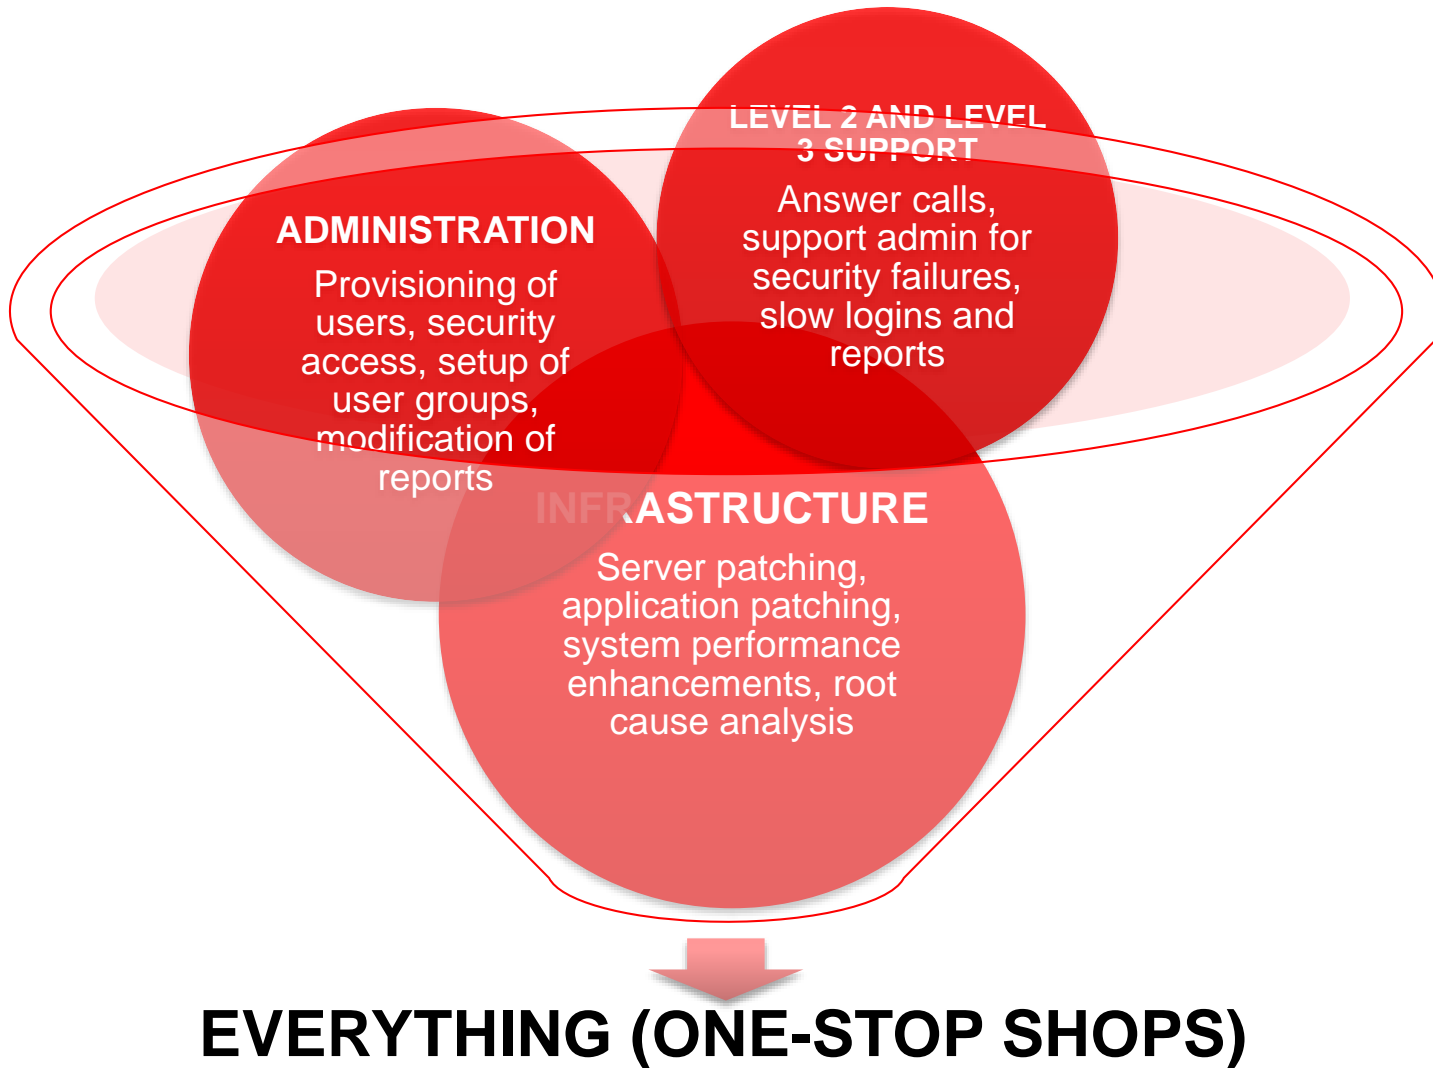 LEVEL 2 AND LEVEL
3 SUPPORT
Answer calls,
support admin for
security failures,
slow logins and
reports
ADMINISTRATION
Provisioning of
users, security
access, setup of
user groups,
modification of
reports
INFRASTRUCTURE
Server patching,
application patching,
system performance
enhancements, root
cause analysis
EVERYTHING (ONE-STOP SHOPS)